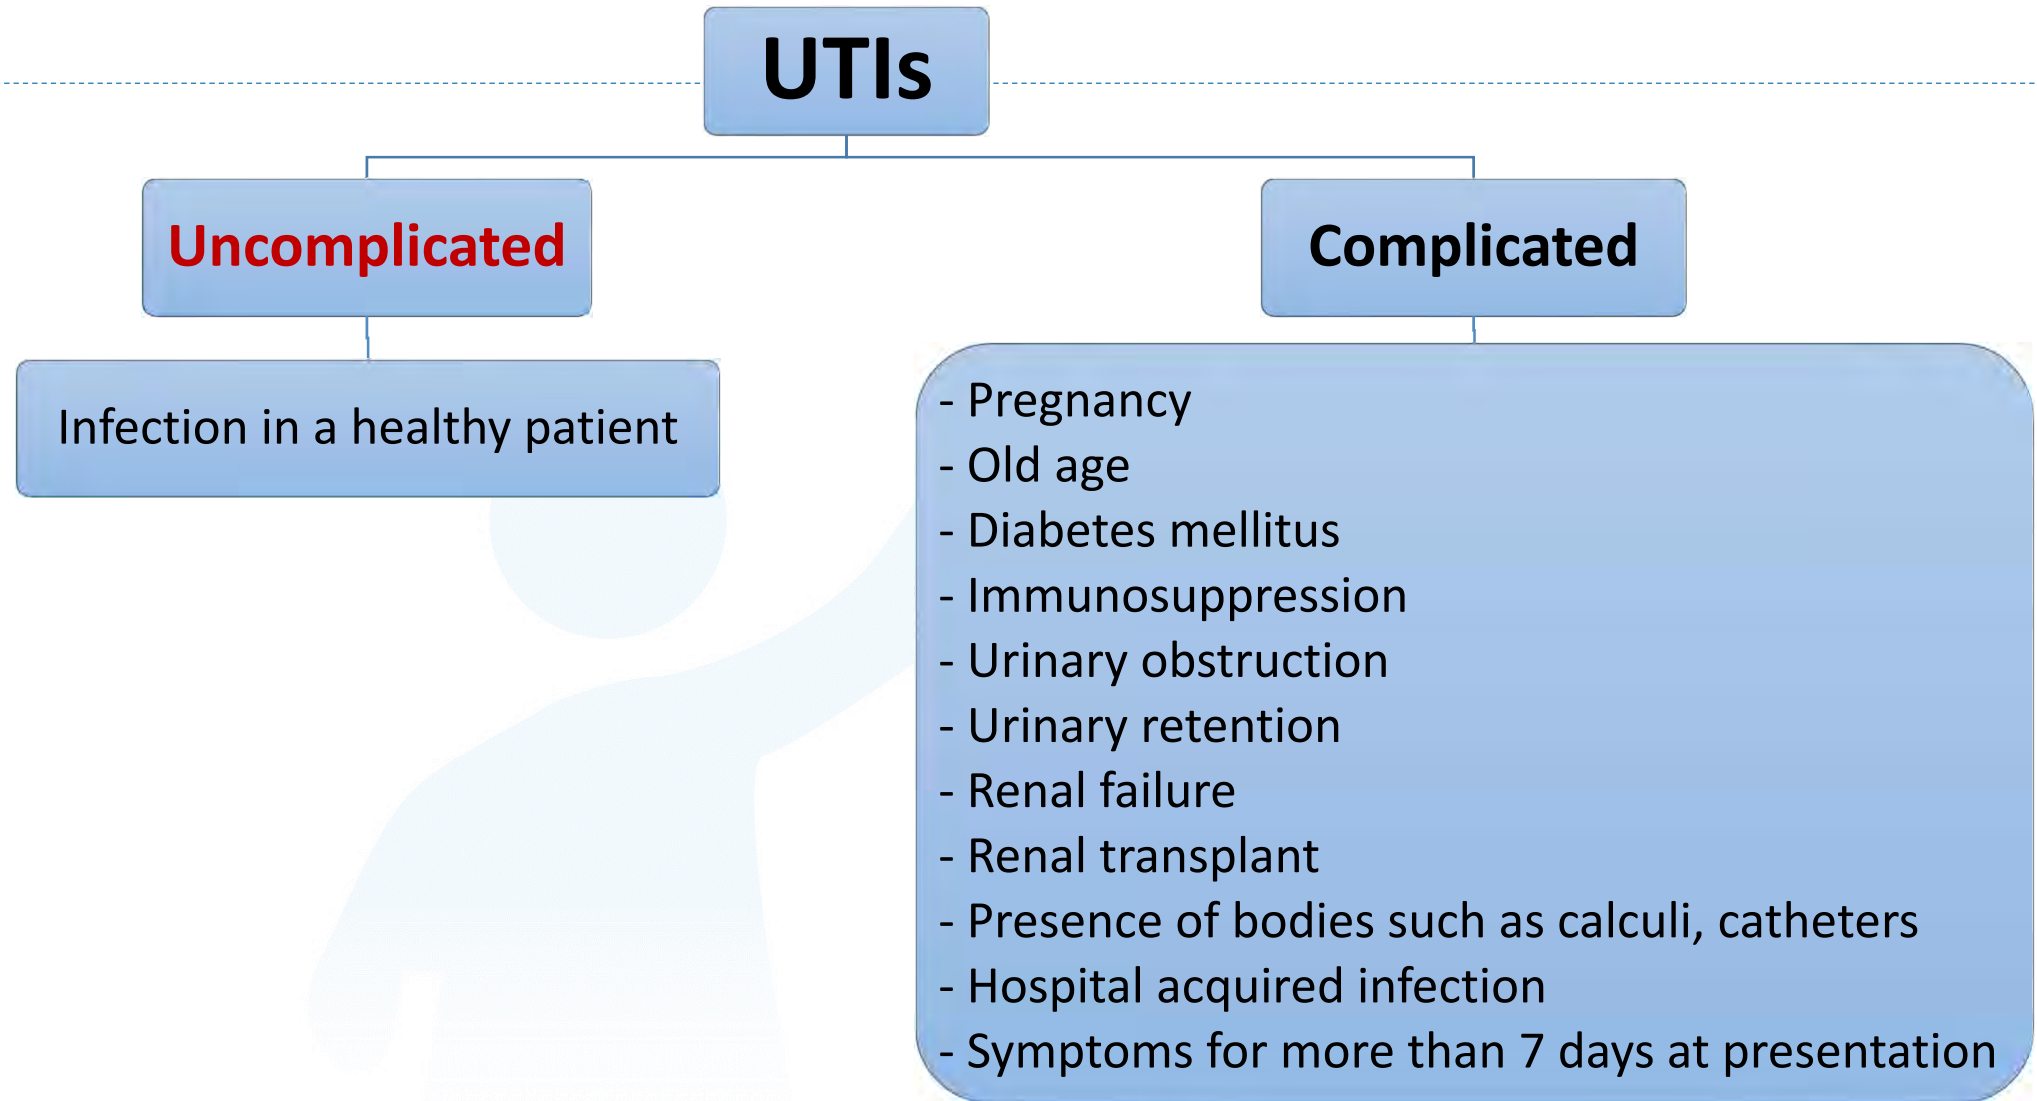 UTIs
Uncomplicated
Complicated
Infection in a healthy patient
- Pregnancy
- Old age
- Diabetes mellitus
- Immunosuppression
- Urinary obstruction
- Urinary retention
- Renal failure
- Renal transplant
- Presence of bodies such as calculi, catheters
- Hospital acquired infection
- Symptoms for more than 7 days at presentation